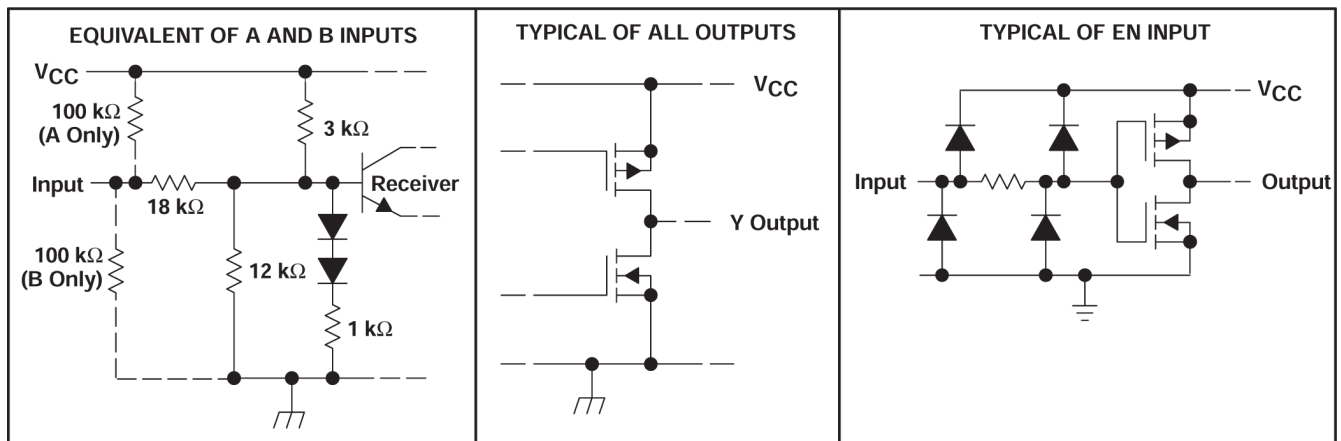 EQUIVALENT OF A AND B INPUTS
VCC
100 kΩ
(A Only)
3 kΩ
Input
18 kΩ
Receiver
100 kΩ
(B Only)
12 kΩ
1 kΩ
TYPICAL OF ALL OUTPUTS
VCC
Y Output
TYPICAL OF EN INPUT
VCC
Input
Output